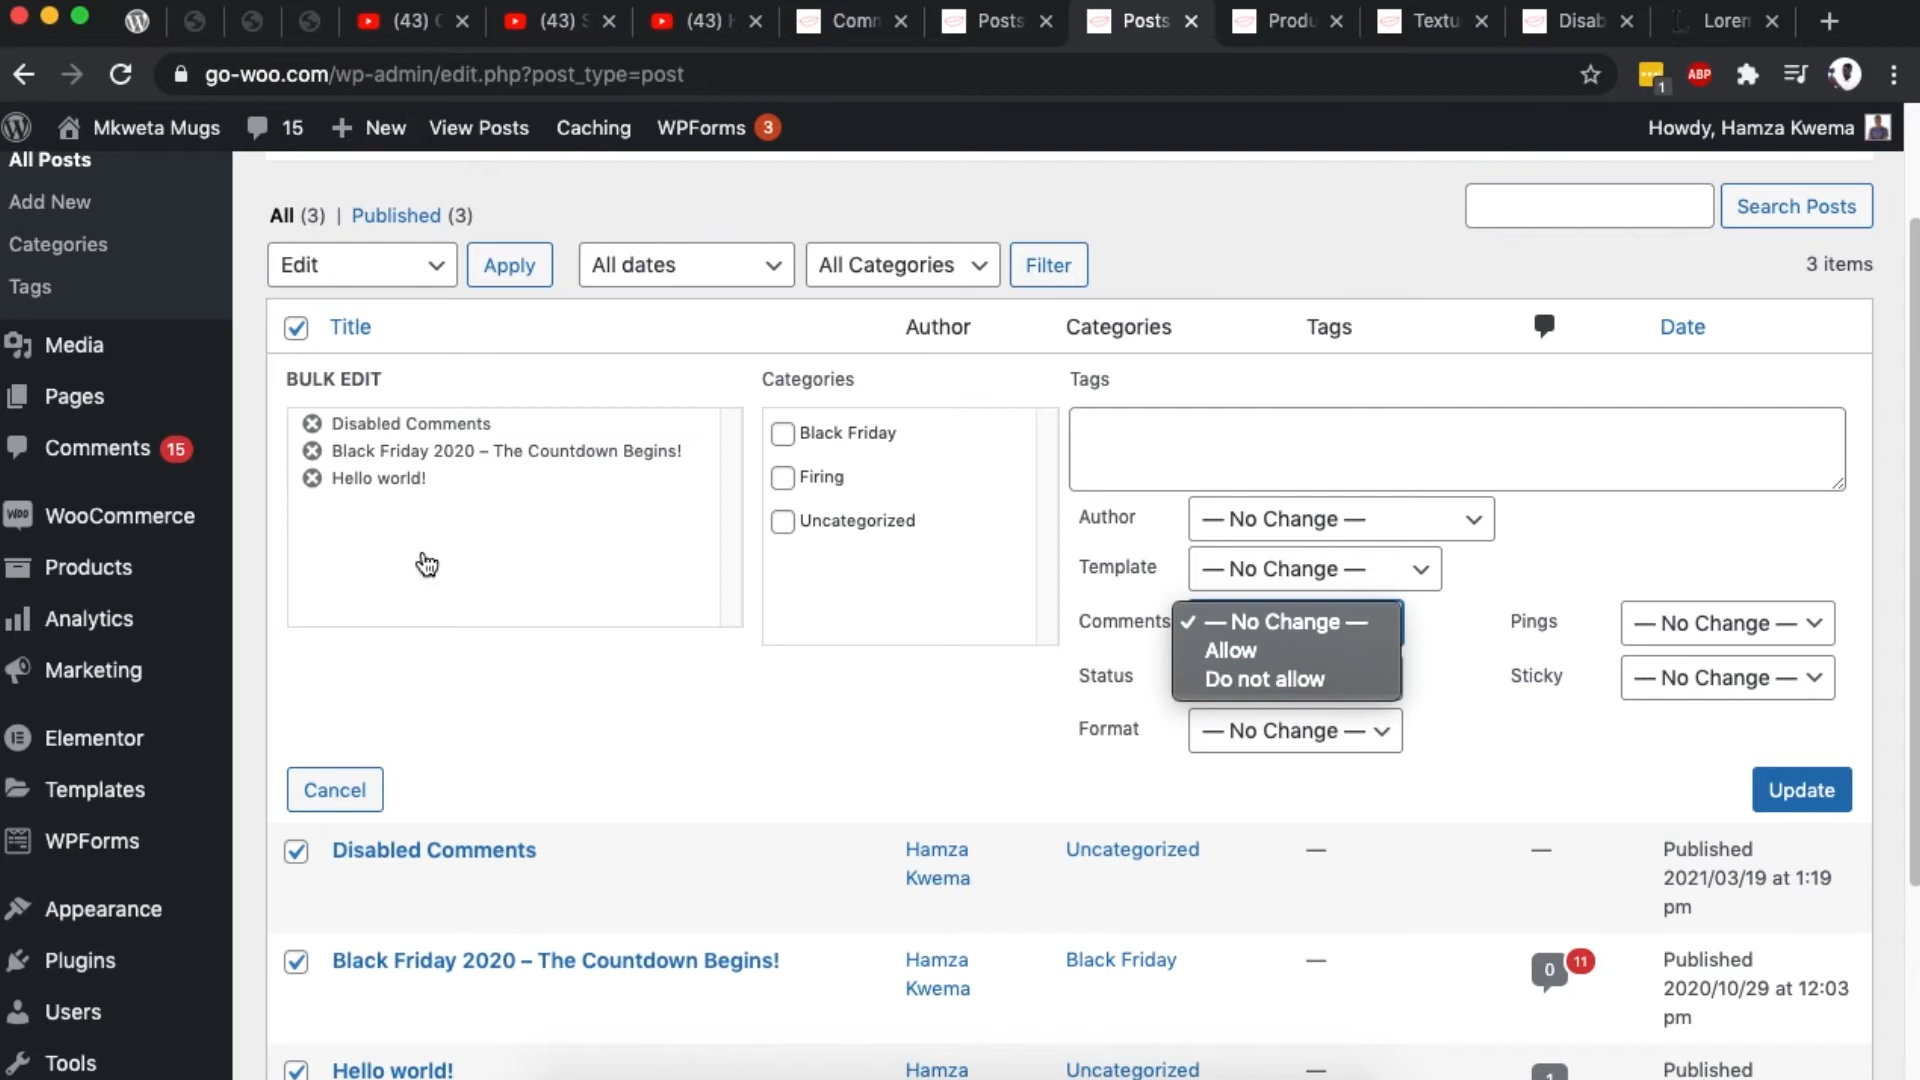 (43)
(43)
(43)
Comm
Posts
Posts
Produ
Textu
Disab
Lorem
go-woo.com/wp-admin/edit.php?post_type=post
ABP
1
Mkweta Mugs
15
New
View Posts
Caching
WPForms 3
Howdy, Hamza Kwema
All Posts
Add New
Categories
Tags
Media
Pages
Comments 15
WooCommerce
Products
Analytics
Marketing
Elementor
Templates
WPForms
Appearance
Plugins
Users
Tools
All (3) | Published (3)
Search Posts
Edit
Apply
All dates
All Categories
Filter
3 items
Title
Author
Categories
Tags
Date
BULK EDIT
Disabled Comments
Black Friday 2020 – The Countdown Begins!
Hello world!
Categories
Black Friday
Firing
Uncategorized
Tags
Author
— No Change —
Template
— No Change —
Comments
✓ — No Change —
Allow
Do not allow
Pings
— No Change —
Status
Sticky
— No Change —
Format
— No Change —
Cancel
Update
Disabled Comments
Hamza
Kwema
Uncategorized
—
—
Published
2021/03/19 at 1:19
pm
Black Friday 2020 – The Countdown Begins!
Hamza
Kwema
Black Friday
—
0
11
Published
2020/10/29 at 12:03
pm
Hello world!
Hamza
Uncategorized
—
1
Published